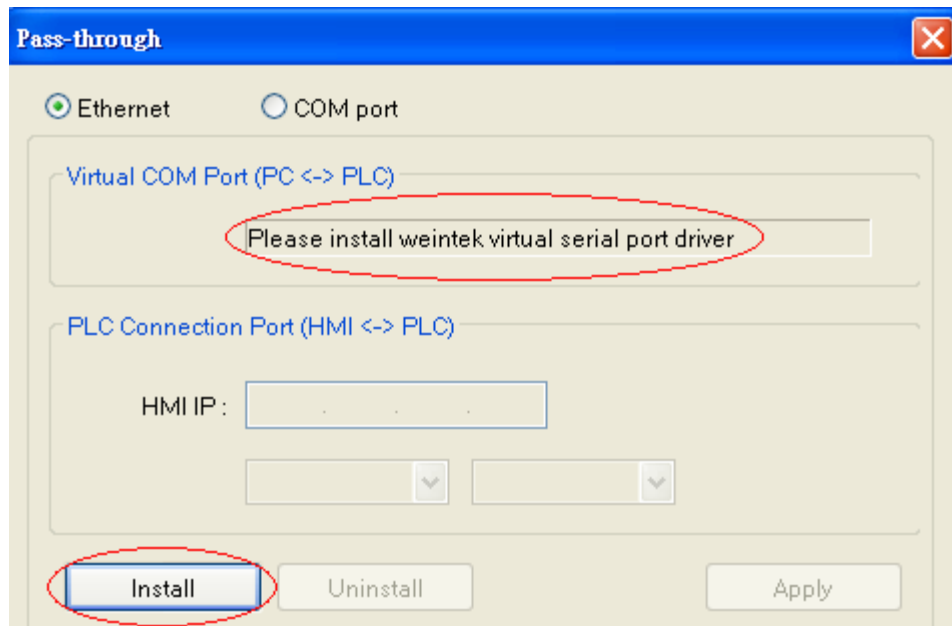 Pass-through
Ethernet COM port
Virtual COM Port (PC <-> PLC)
Please install weintek virtual serial port driver
PLC Connection Port (HMI <-> PLC)
HMI IP : . . .
Install Uninstall Apply